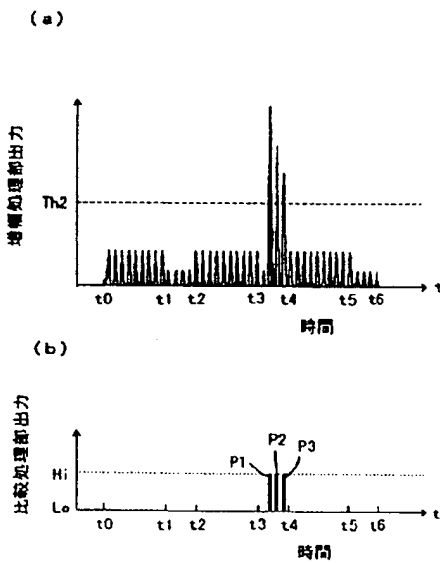 (a)
増幅処理部出力
Th2
t0 t1 t2 t3 t4 t5 t6 t
時間
(b)
比較処理部出力
P1 P2 P3
Hi
Lo
t0 t1 t2 t3 t4 t5 t6 t
時間